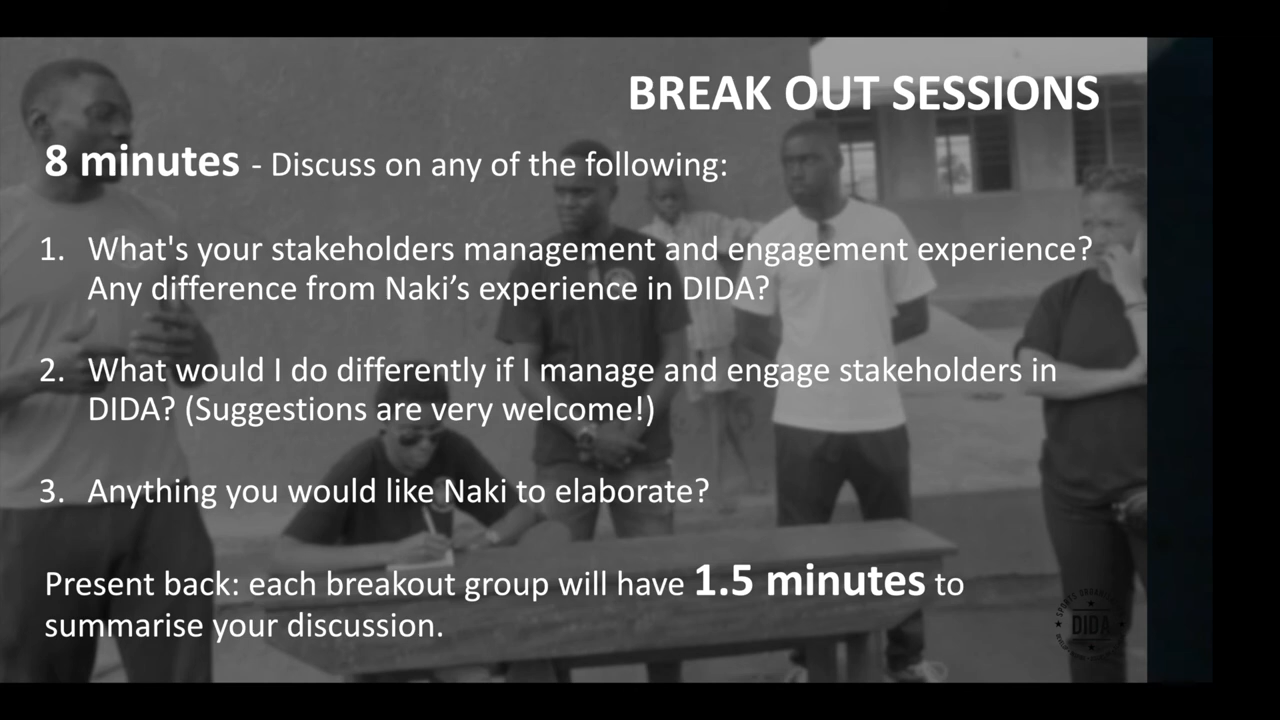 BREAK OUT SESSIONS
8 minutes - Discuss on any of the following:
1. What's your stakeholders management and engagement experience?
Any difference from Naki’s experience in DIDA?
2. What would I do differently if I manage and engage stakeholders in
DIDA? (Suggestions are very welcome!)
3. Anything you would like Naki to elaborate?
Present back: each breakout group will have 1.5 minutes to
summarise your discussion.
DIDA